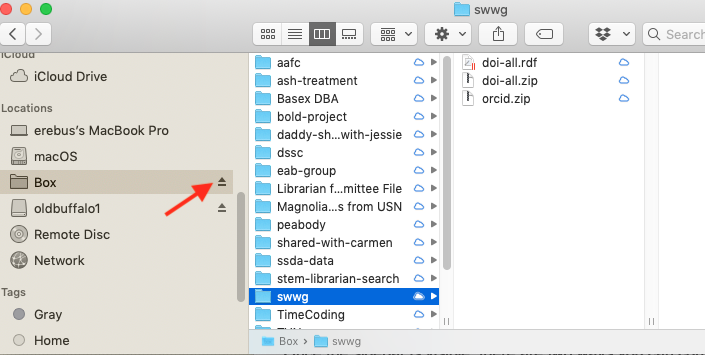 swwg
Search
iCloud
iCloud Drive
Locations
erebus's MacBook Pro
macOS
Box
oldbuffalo1
Remote Disc
Network
Tags
Gray
Home
aafc
ash-treatment
Basex DBA
bold-project
daddy-sh...with-jessie
dssc
eab-group
Librarian f...mittee File
Magnolia...s from USN
peabody
shared-with-carmen
ssda-data
stem-librarian-search
swwg
TimeCoding
doi-all.rdf
doi-all.zip
orcid.zip
Box › swwg